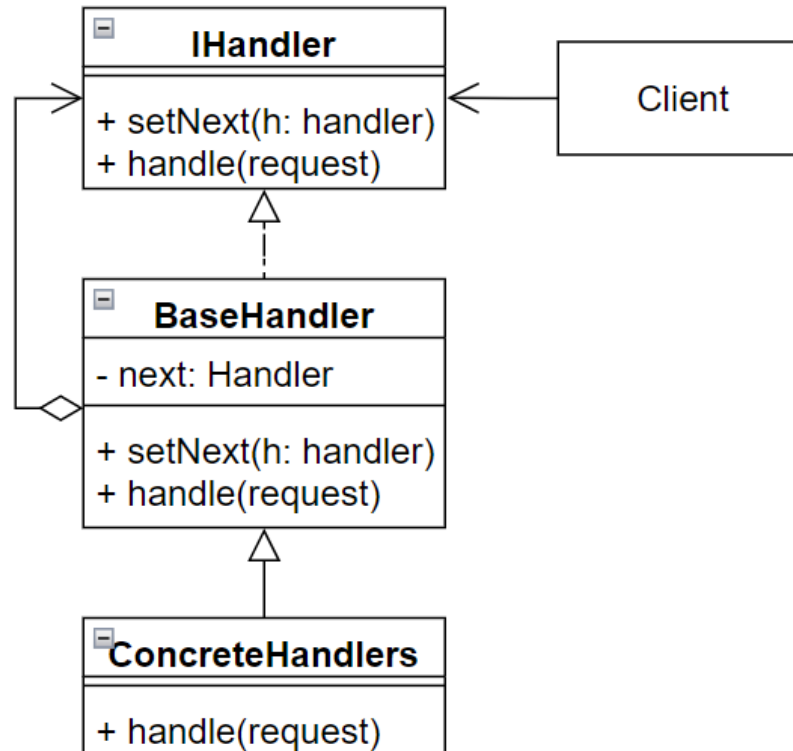 IHandler
+ setNext(h: handler)
+ handle(request)
Client
BaseHandler
- next: Handler
+ setNext(h: handler)
+ handle(request)
ConcreteHandlers
+ handle(request)